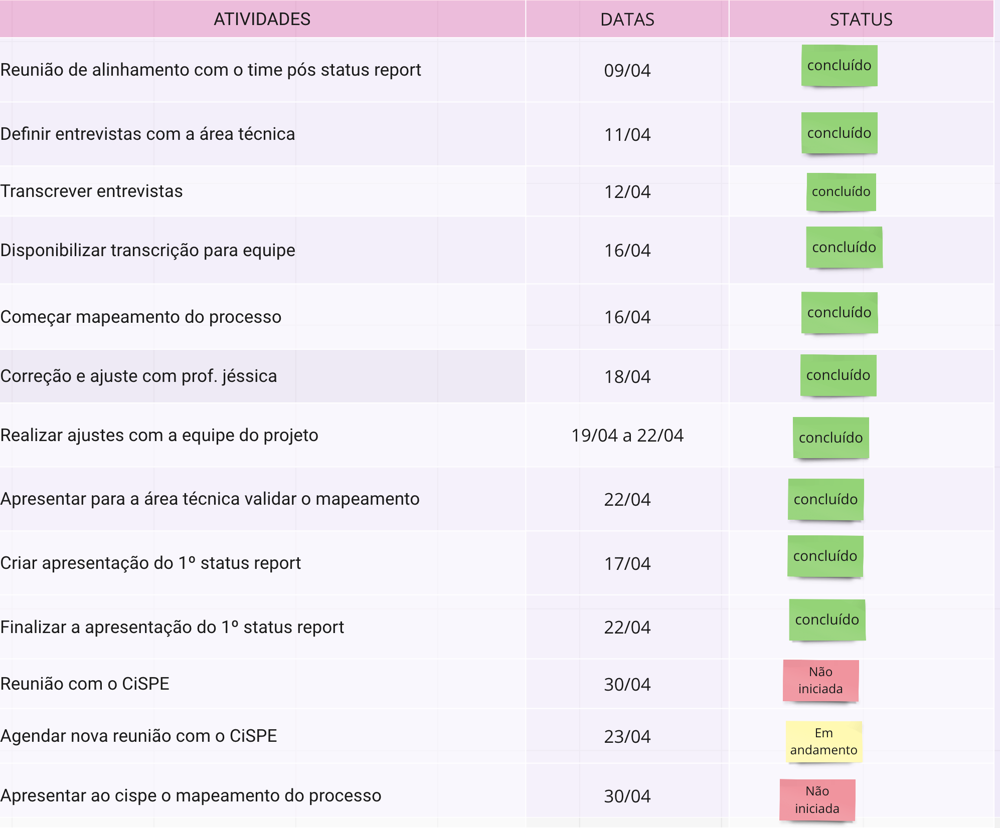 ATIVIDADES DATAS STATUS
Reunião de alinhamento com o time pós status report 09/04 concluído
Definir entrevistas com a área técnica 11/04 concluído
Transcrever entrevistas 12/04 concluído
Disponibilizar transcrição para equipe 16/04 concluído
Começar mapeamento do processo 16/04 concluído
Correção e ajuste com prof. jéssica 18/04 concluído
Realizar ajustes com a equipe do projeto 19/04 a 22/04 concluído
Apresentar para a área técnica validar o mapeamento 22/04 concluído
Criar apresentação do 1º status report 17/04 concluído
Finalizar a apresentação do 1º status report 22/04 concluído
Reunião com o CiSPE 30/04 Não
iniciada
Agendar nova reunião com o CiSPE 23/04 Em
andamento
Apresentar ao cispe o mapeamento do processo 30/04 Não
iniciada